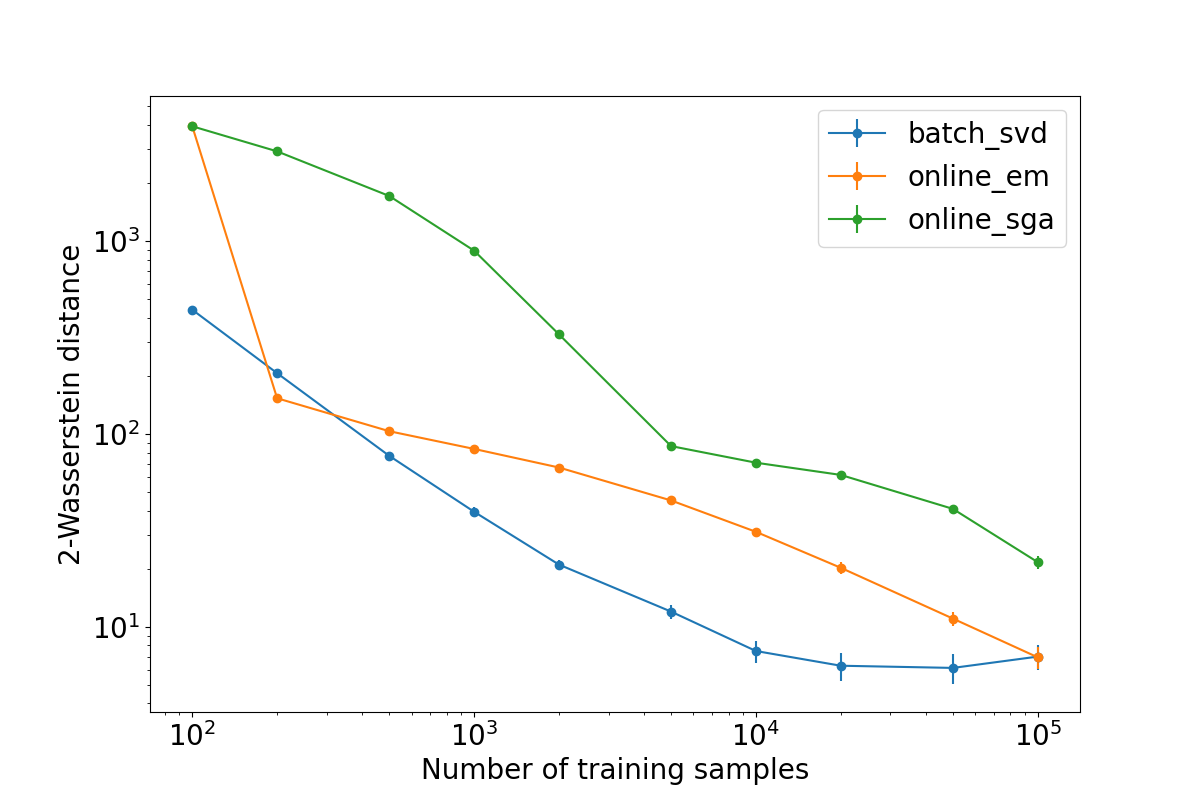 batch_svd
online_em
online_sga
2-Wasserstein distance
10³
10²
10¹
10² 10³ 10⁴ 10⁵
Number of training samples